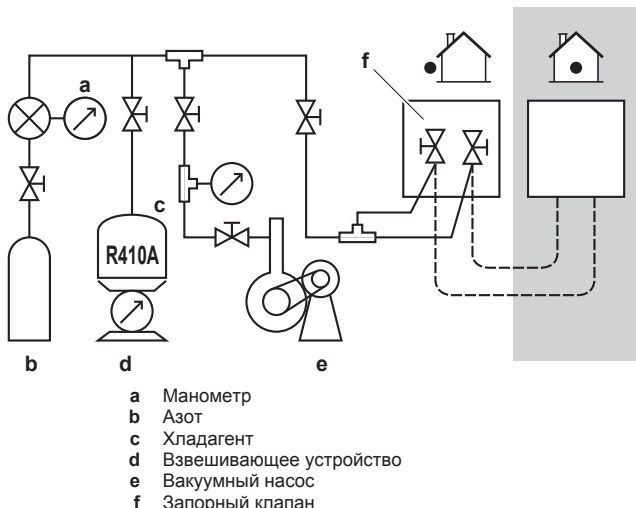 a
f
c
R410A
b
d
e
a Манометр
b Азот
c Хладагент
d Взвешивающее устройство
e Вакуумный насос
f Запорный клапан